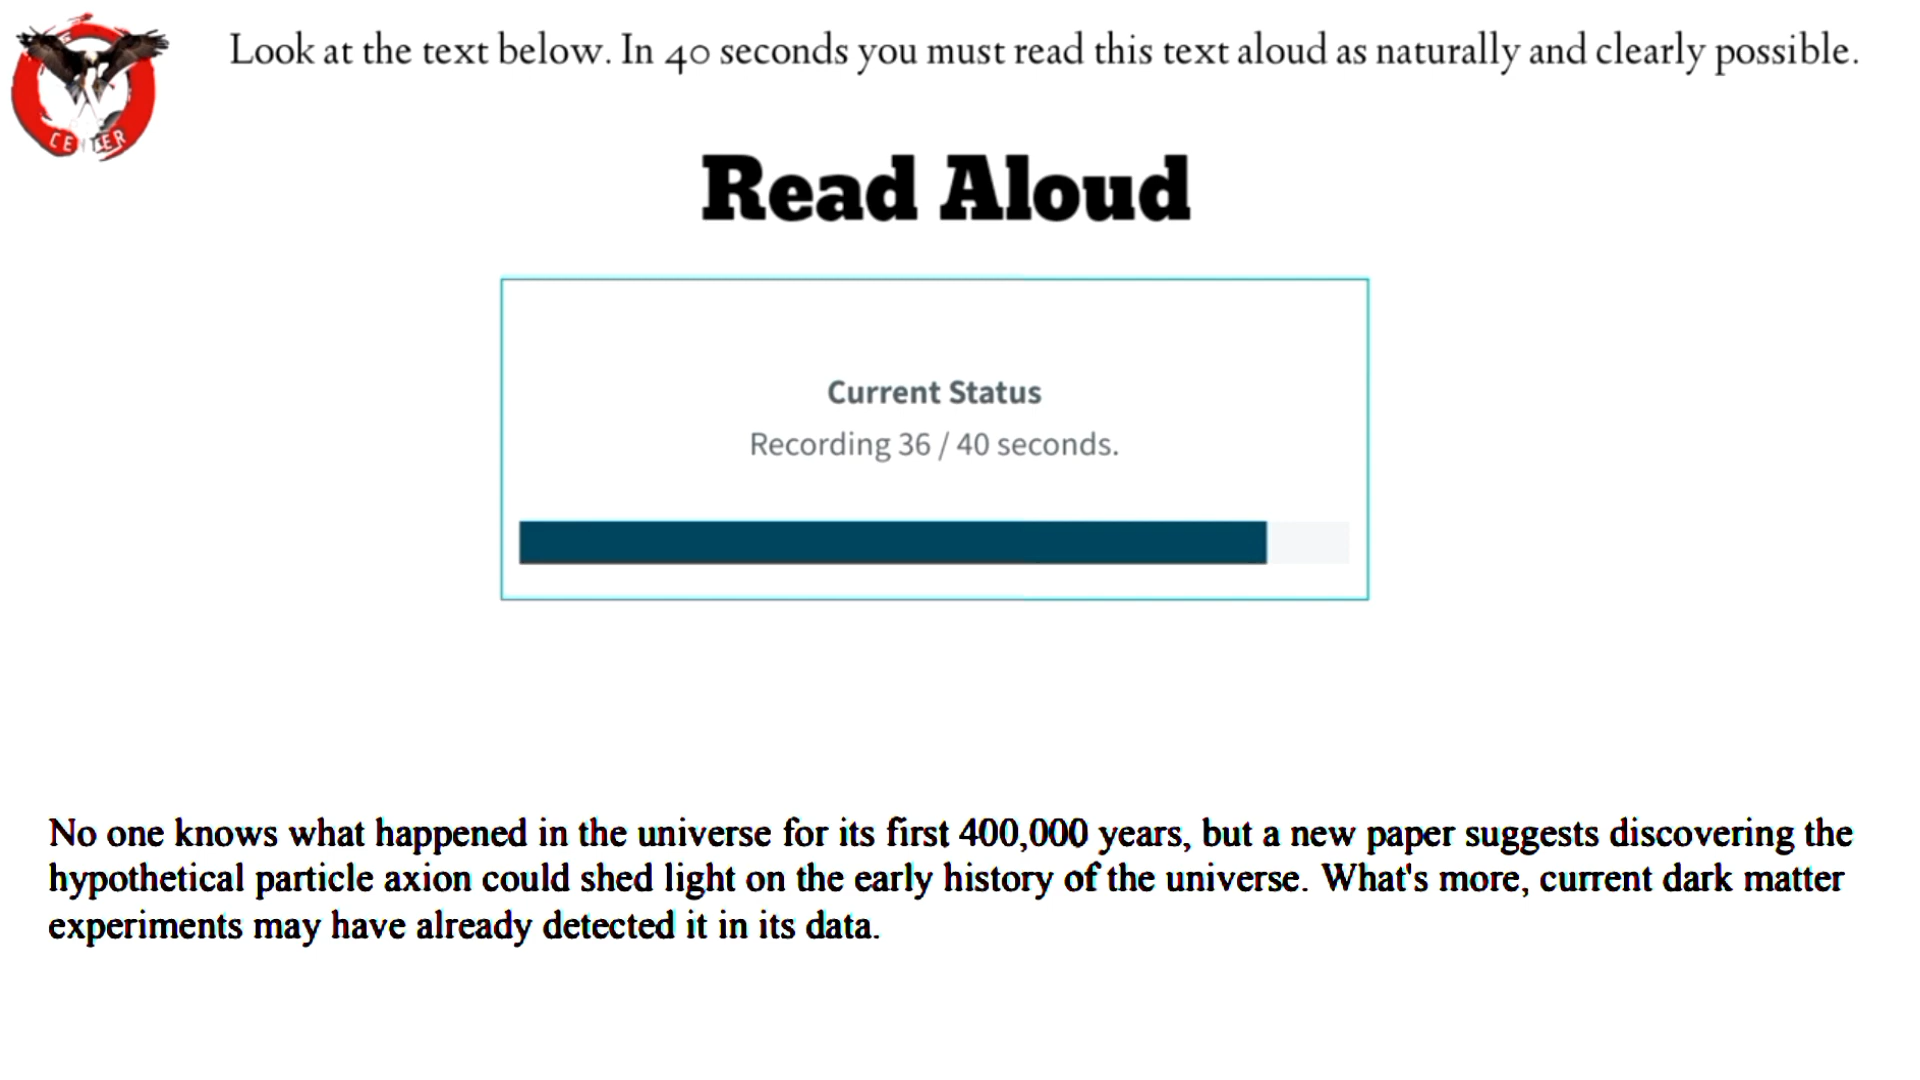 Look at the text below. In 40 seconds you must read this text aloud as naturally and clearly possible.
CENTER
Read Aloud
Current Status
Recording 36 / 40 seconds.
No one knows what happened in the universe for its first 400,000 years, but a new paper suggests discovering the
hypothetical particle axion could shed light on the early history of the universe. What's more, current dark matter
experiments may have already detected it in its data.